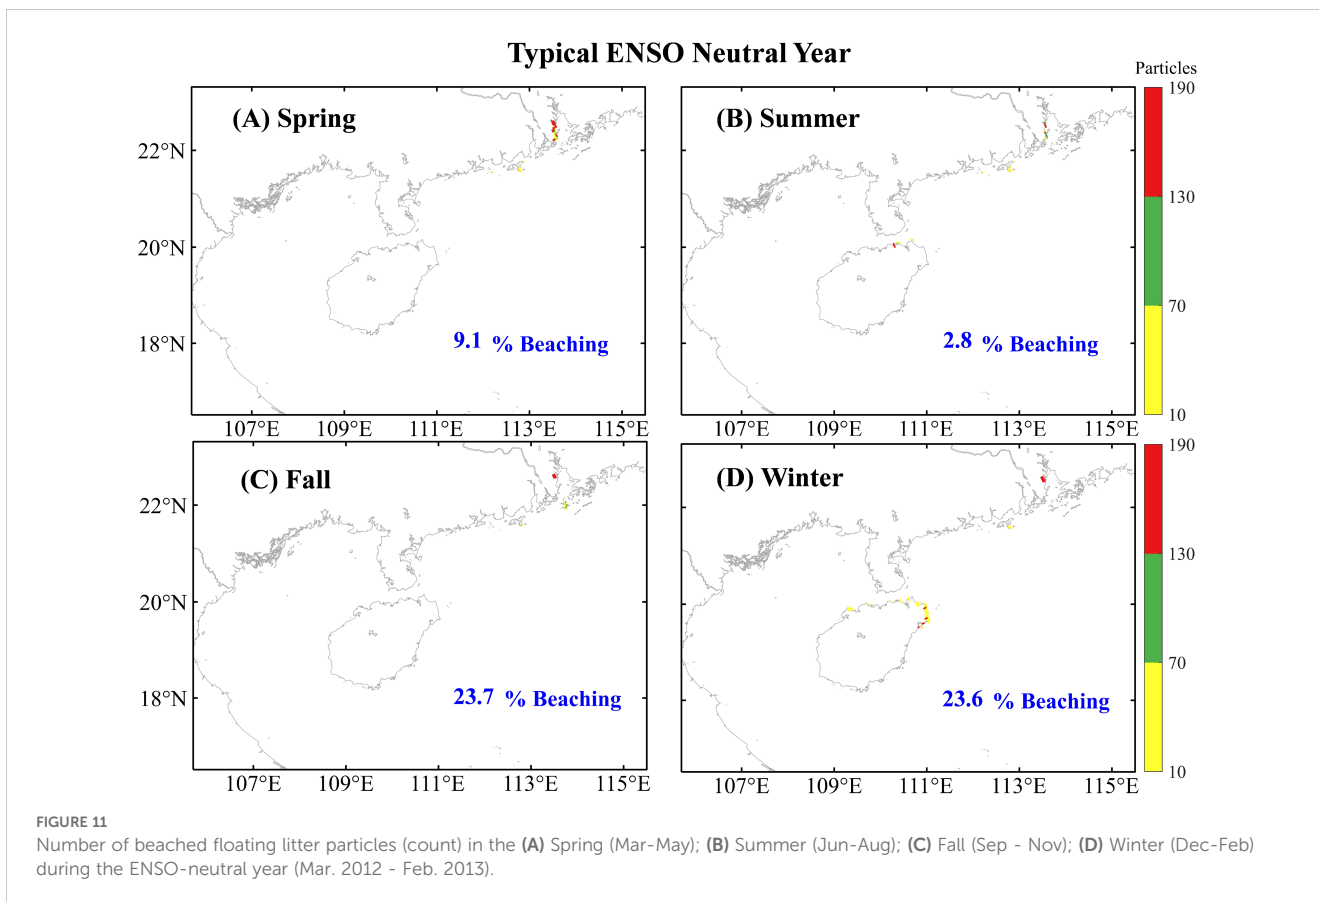 Typical ENSO Neutral Year
Particles
(A) Spring
22°N
20°N
18°N
9.1 % Beaching
107°E 109°E 111°E 113°E 115°E
(B) Summer
2.8 % Beaching
107°E 109°E 111°E 113°E 115°E
190
130
70
10
(C) Fall
22°N
20°N
18°N
23.7 % Beaching
107°E 109°E 111°E 113°E 115°E
(D) Winter
23.6 % Beaching
107°E 109°E 111°E 113°E 115°E
190
130
70
10
FIGURE 11
Number of beached floating litter particles (count) in the (A) Spring (Mar-May); (B) Summer (Jun-Aug); (C) Fall (Sep - Nov); (D) Winter (Dec-Feb)
during the ENSO-neutral year (Mar. 2012 - Feb. 2013).